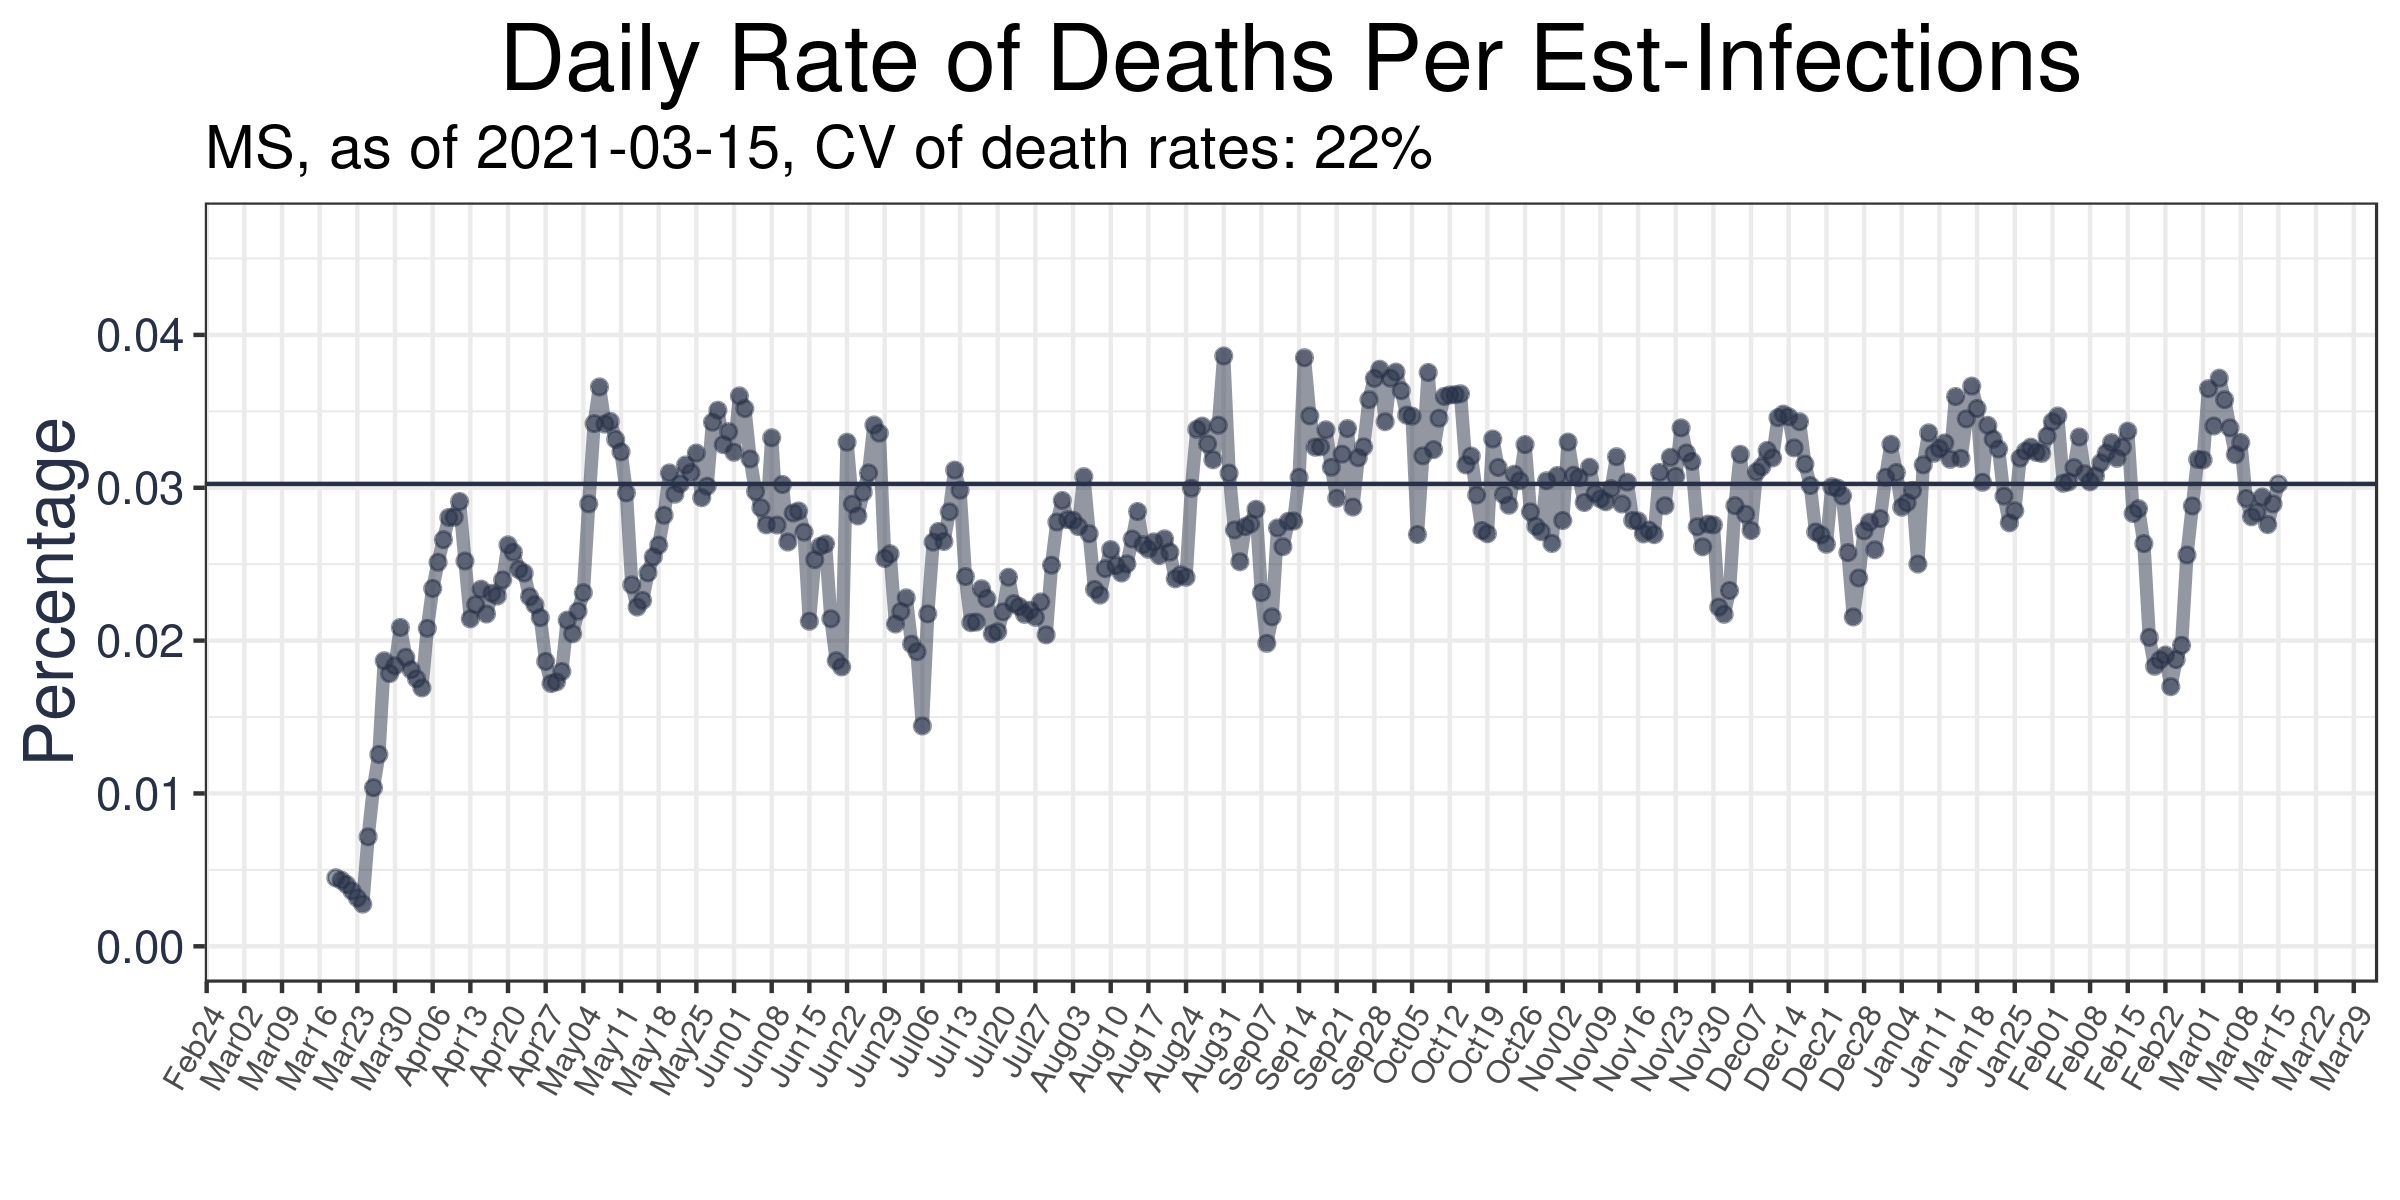 Daily Rate of Deaths Per Est-Infections
MS, as of 2021-03-15, CV of death rates: 22%
Percentage
0.04
0.03
0.02
0.01
0.00
Feb24
Mar02
Mar09
Mar16
Mar23
Mar30
Apr06
Apr13
Apr20
Apr27
May04
May11
May18
May25
Jun01
Jun08
Jun15
Jun22
Jun29
Jul06
Jul13
Jul20
Jul27
Aug03
Aug10
Aug17
Aug24
Aug31
Sep07
Sep14
Sep21
Sep28
Oct05
Oct12
Oct19
Oct26
Nov02
Nov09
Nov16
Nov23
Nov30
Dec07
Dec14
Dec21
Dec28
Jan04
Jan11
Jan18
Jan25
Feb01
Feb08
Feb15
Feb22
Mar01
Mar08
Mar15
Mar22
Mar29